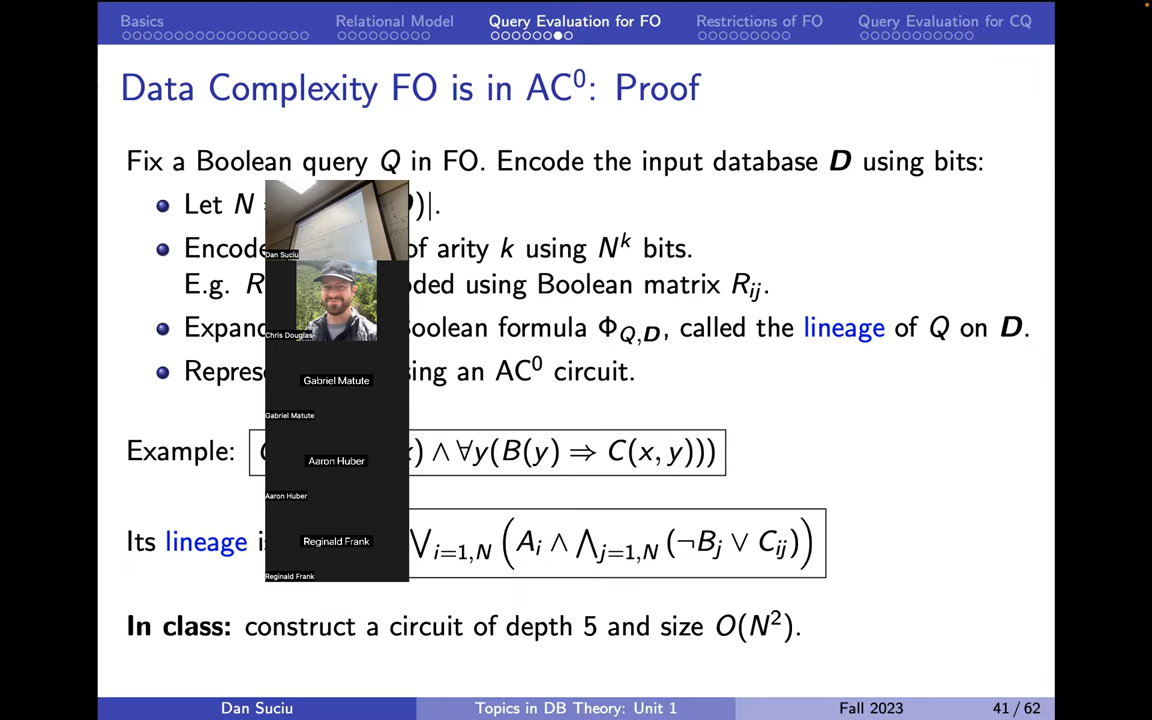 Basics Relational Model Query Evaluation for FO Restrictions of FO Query Evaluation for CQ
Data Complexity FO is in AC⁰: Proof
Fix a Boolean query Q in FO. Encode the input database D using bits:
Let N )|.
Encode of arity k using Nᵏ bits.
E.g. R oded using Boolean matrix Rᵢⱼ.
Expan Boolean formula Φ_Q,D, called the lineage of Q on D.
Repres sing an AC⁰ circuit.
Example: ) ∧ ∀y(B(y) ⇒ C(x, y)))
Its lineage i ⋁ᵢ₌₁,N (Aᵢ ∧ ⋀ⱼ₌₁,N (¬Bⱼ ∨ Cᵢⱼ))
In class: construct a circuit of depth 5 and size O(N²).
Dan Suciu
Chris Douglas
Gabriel Matute
Gabriel Matute
Aaron Huber
Aaron Huber
Reginald Frank
Reginald Frank
Dan Suciu Topics in DB Theory: Unit 1 Fall 2023 41 / 62